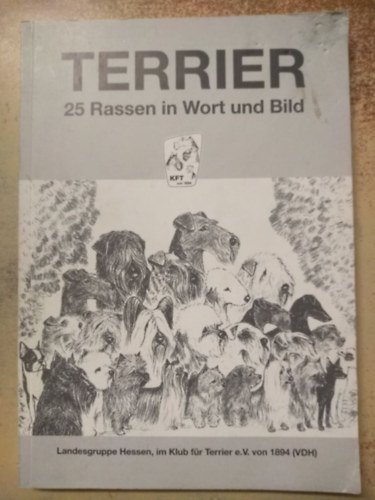 TERRIER
25 Rassen in Wort und Bild
KFT
Landesgruppe Hessen, im Klub für Terrier e.V. von 1894 (VDH)